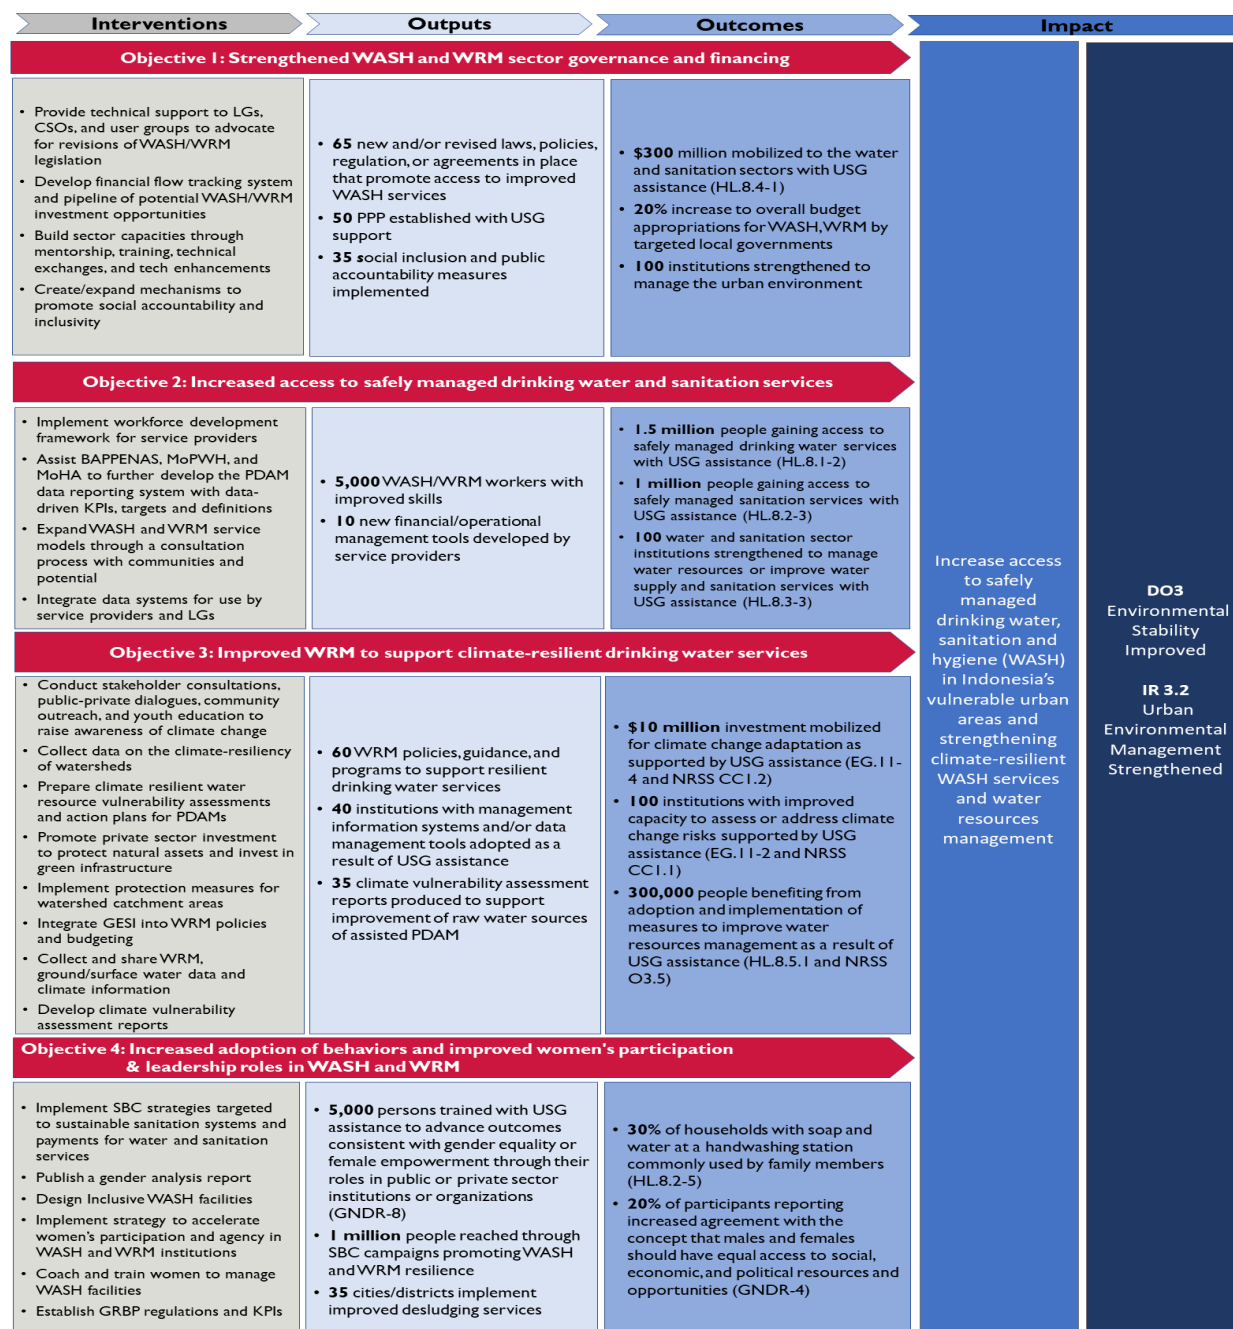 Interventions
Outputs
Outcomes
Impact
Objective 1: Strengthened WASH and WRM sector governance and financing
• Provide technical support to LGs,
CSOs, and user groups to advocate
for revisions of WASH/WRM
legislation
• Develop financial flow tracking system
and pipeline of potential WASH/WRM
investment opportunities
• Build sector capacities through
mentorship, training, technical
exchanges, and tech enhancements
• Create/expand mechanisms to
promote social accountability and
inclusivity
• 65 new and/or revised laws, policies,
regulation, or agreements in place
that promote access to improved
WASH services
• 50 PPP established with USG
support
• 35 social inclusion and public
accountability measures
implemented
• $300 million mobilized to the water
and sanitation sectors with USG
assistance (HL.8.4-1)
• 20% increase to overall budget
appropriations for WASH, WRM by
targeted local governments
• 100 institutions strengthened to
manage the urban environment
Objective 2: Increased access to safely managed drinking water and sanitation services
• Implement workforce development
framework for service providers
• Assist BAPPENAS, MoPWH, and
MoHA to further develop the PDAM
data reporting system with data-
driven KPIs, targets and definitions
• Expand WASH and WRM service
models through a consultation
process with communities and
potential
• Integrate data systems for use by
service providers and LGs
• 5,000 WASH/WRM workers with
improved skills
• 10 new financial/operational
management tools developed by
service providers
• 1.5 million people gaining access to
safely managed drinking water services
with USG assistance (HL.8.1-2)
• 1 million people gaining access to
safely managed sanitation services with
USG assistance (HL.8.2-3)
• 100 water and sanitation sector
institutions strengthened to manage
water resources or improve water
supply and sanitation services with
USG assistance (HL.8.3-3)
Objective 3: Improved WRM to support climate-resilient drinking water services
• Conduct stakeholder consultations,
public-private dialogues, community
outreach, and youth education to
raise awareness of climate change
• Collect data on the climate-resiliency
of watersheds
• Prepare climate resilient water
resource vulnerability assessments
and action plans for PDAMs
• Promote private sector investment
to protect natural assets and invest in
green infrastructure
• Implement protection measures for
watershed catchment areas
• Integrate GESI into WRM policies
and budgeting
• Collect and share WRM,
ground/surface water data and
climate information
• Develop climate vulnerability
assessment reports
• 60 WRM policies, guidance, and
programs to support resilient
drinking water services
• 40 institutions with management
information systems and/or data
management tools adopted as a
result of USG assistance
• 35 climate vulnerability assessment
reports produced to support
improvement of raw water sources
of assisted PDAM
• $10 million investment mobilized
for climate change adaptation as
supported by USG assistance (EG.11-
4 and NRSS CC1.2)
• 100 institutions with improved
capacity to assess or address climate
change risks supported by USG
assistance (EG.11-2 and NRSS
CC1.1)
• 300,000 people benefiting from
adoption and implementation of
measures to improve water
resources management as a result of
USG assistance (HL.8.5.1 and NRSS
O3.5)
Objective 4: Increased adoption of behaviors and improved women's participation
& leadership roles in WASH and WRM
• Implement SBC strategies targeted
to sustainable sanitation systems and
payments for water and sanitation
services
• Publish a gender analysis report
• Design Inclusive WASH facilities
• Implement strategy to accelerate
women's participation and agency in
WASH and WRM institutions
• Coach and train women to manage
WASH facilities
• Establish GRBP regulations and KPIs
• 5,000 persons trained with USG
assistance to advance outcomes
consistent with gender equality or
female empowerment through their
roles in public or private sector
institutions or organizations
(GNDR-8)
• 1 million people reached through
SBC campaigns promoting WASH
and WRM resilience
• 35 cities/districts implement
improved desludging services
• 30% of households with soap and
water at a handwashing station
commonly used by family members
(HL.8.2-5)
• 20% of participants reporting
increased agreement with the
concept that males and females
should have equal access to social,
economic, and political resources and
opportunities (GNDR-4)
Increase access
to safely
managed
drinking water,
sanitation and
hygiene (WASH)
in Indonesia's
vulnerable urban
areas and
strengthening
climate-resilient
WASH services
and water
resources
management
DO3
Environmental
Stability
Improved
IR 3.2
Urban
Environmental
Management
Strengthened